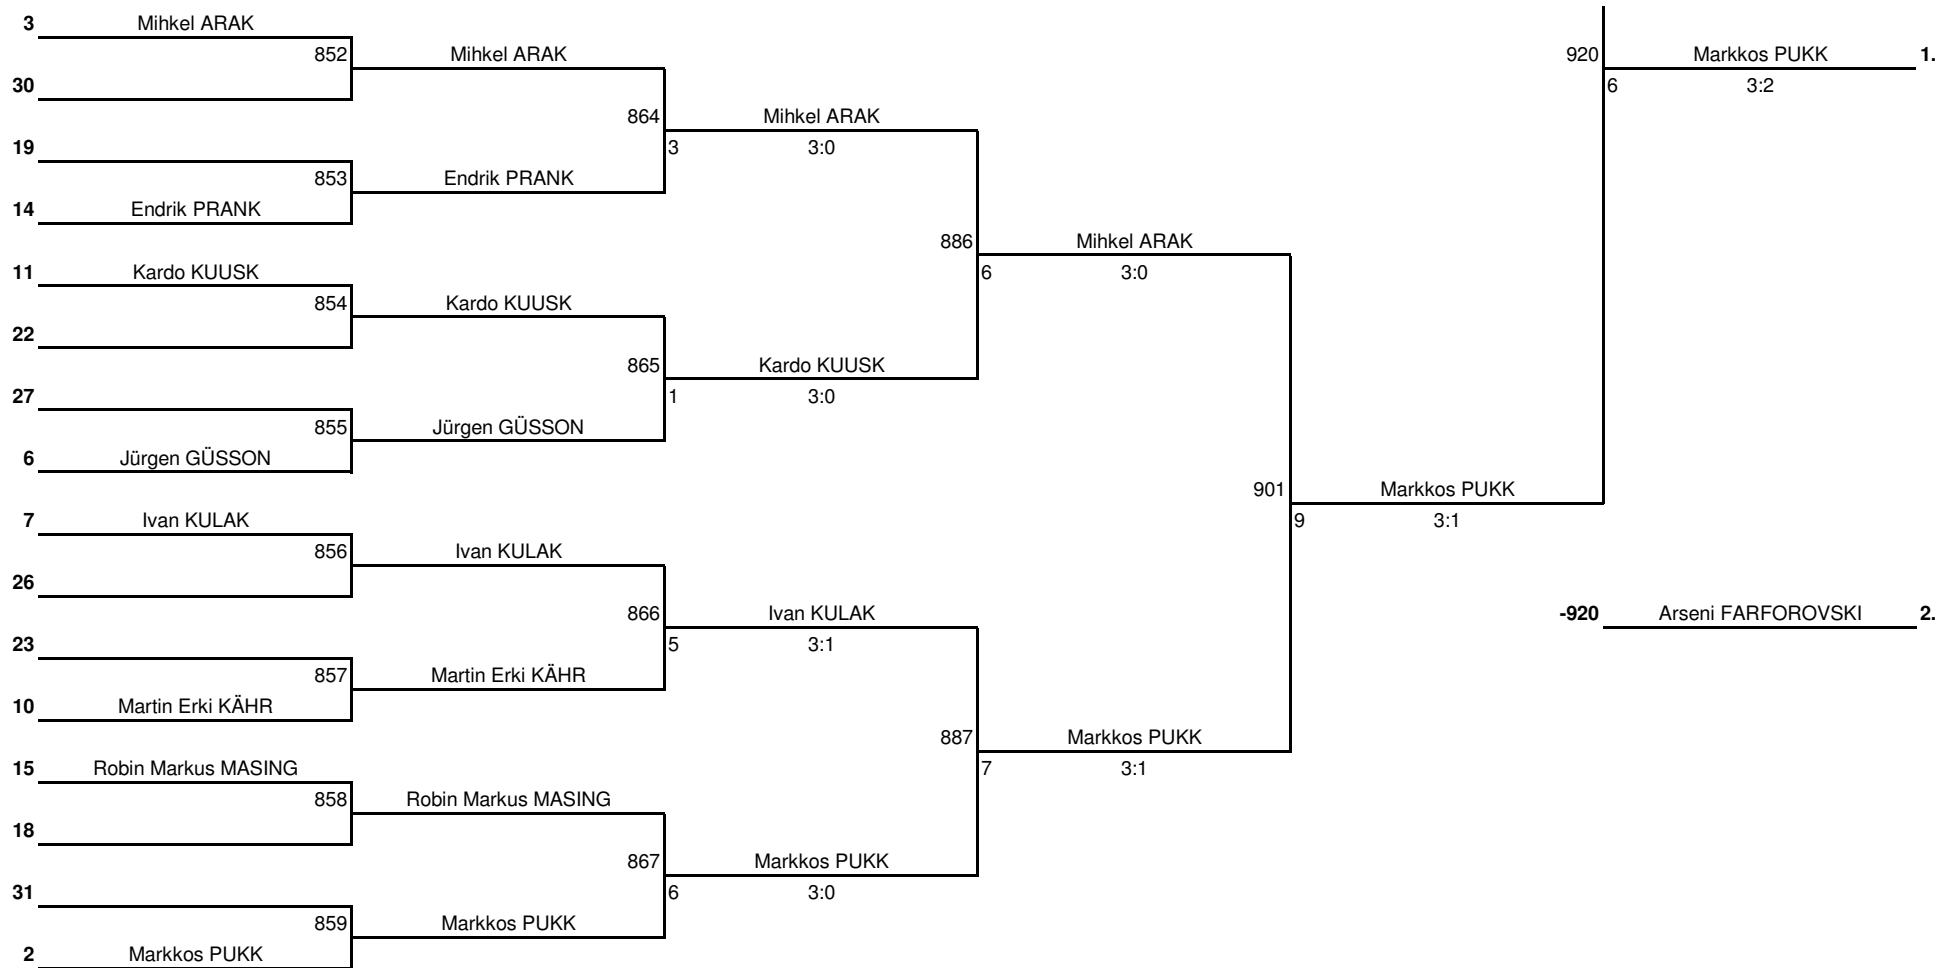 3 Mihkel ARAK
920 Markkos PUKK 1.
852 Mihkel ARAK
30
6 3:2
864 Mihkel ARAK
19
3 3:0
853 Endrik PRANK
14 Endrik PRANK
886 Mihkel ARAK
11 Kardo KUUSK
6 3:0
854 Kardo KUUSK
22
865 Kardo KUUSK
27
1 3:0
855 Jürgen GÜSSON
6 Jürgen GÜSSON
901 Markkos PUKK
7 Ivan KULAK
9 3:1
856 Ivan KULAK
26
866 Ivan KULAK
-920 Arseni FARFOROVSKI 2.
23
5 3:1
857 Martin Erki KÄHR
10 Martin Erki KÄHR
887 Markkos PUKK
15 Robin Markus MASING
7 3:1
858 Robin Markus MASING
18
867 Markkos PUKK
31
6 3:0
859 Markkos PUKK
2 Markkos PUKK